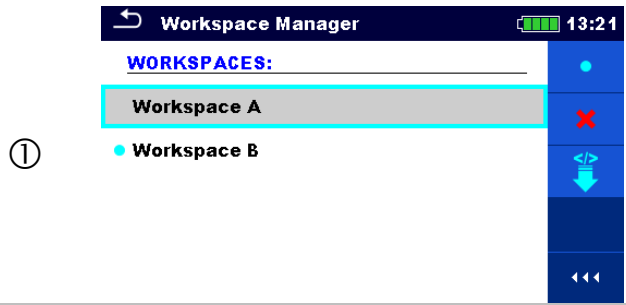 Workspace Manager 13:21
WORKSPACES:
Workspace A
① Workspace B
</>